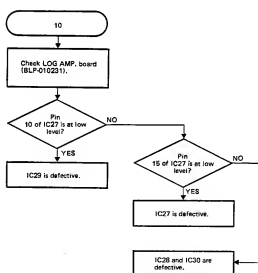 10
Check LOG AMP. board
(BLP-010231).
Pin
10 of IC27 is at low
level?
NO
YES
IC29 is defective.
Pin
15 of IC27 is at low
level?
NO
YES
IC27 is defective.
IC28 and IC30 are
defective.